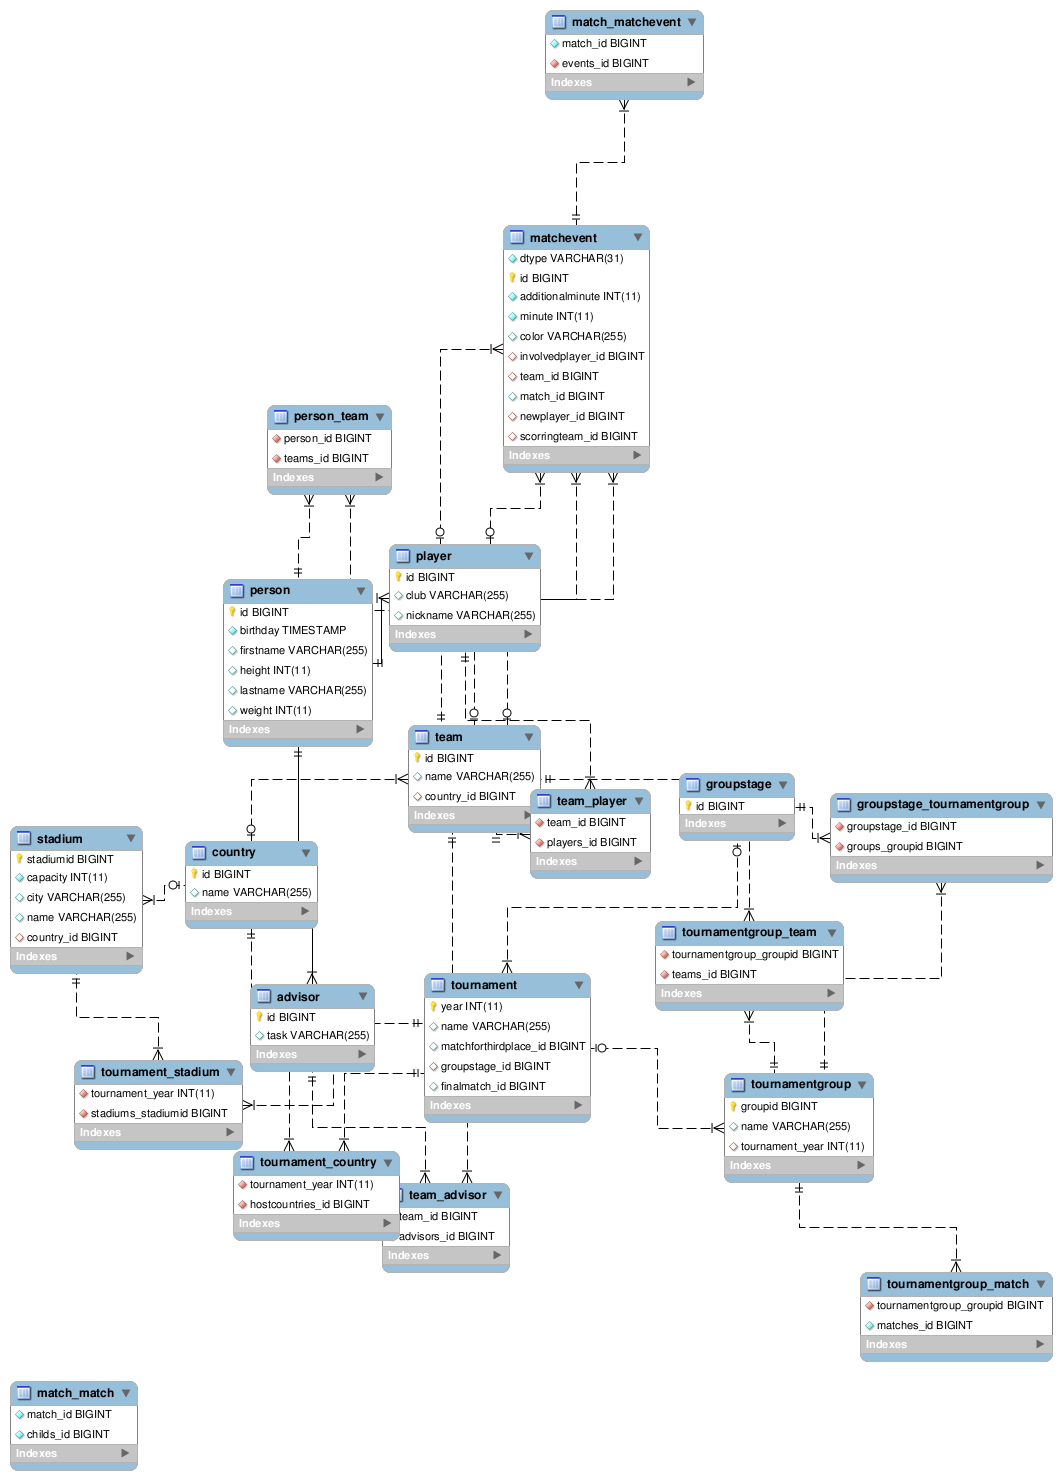 match_matchevent
match_id BIGINT
events_id BIGINT
Indexes
matchevent
dtype VARCHAR(31)
id BIGINT
additionalminute INT(11)
minute INT(11)
color VARCHAR(255)
involvedplayer_id BIGINT
team_id BIGINT
match_id BIGINT
newplayer_id BIGINT
scorringteam_id BIGINT
Indexes
person_team
person_id BIGINT
teams_id BIGINT
Indexes
player
id BIGINT
club VARCHAR(255)
nickname VARCHAR(255)
Indexes
person
id BIGINT
birthday TIMESTAMP
firstname VARCHAR(255)
height INT(11)
lastname VARCHAR(255)
weight INT(11)
Indexes
team
id BIGINT
name VARCHAR(255)
country_id BIGINT
Indexes
team_player
team_id BIGINT
players_id BIGINT
Indexes
groupstage
id BIGINT
Indexes
groupstage_tournamentgroup
groupstage_id BIGINT
groups_groupid BIGINT
Indexes
stadium
stadiumid BIGINT
capacity INT(11)
city VARCHAR(255)
name VARCHAR(255)
country_id BIGINT
Indexes
country
id BIGINT
name VARCHAR(255)
Indexes
tournamentgroup_team
tournamentgroup_groupid BIGINT
teams_id BIGINT
Indexes
advisor
id BIGINT
task VARCHAR(255)
Indexes
tournament
year INT(11)
name VARCHAR(255)
matchforthirdplace_id BIGINT
groupstage_id BIGINT
finalmatch_id BIGINT
Indexes
tournament_stadium
tournament_year INT(11)
stadiums_stadiumid BIGINT
Indexes
tournamentgroup
groupid BIGINT
name VARCHAR(255)
tournament_year INT(11)
Indexes
tournament_country
tournament_year INT(11)
hostcountries_id BIGINT
Indexes
team_advisor
team_id BIGINT
advisors_id BIGINT
Indexes
tournamentgroup_match
tournamentgroup_groupid BIGINT
matches_id BIGINT
Indexes
match_match
match_id BIGINT
childs_id BIGINT
Indexes